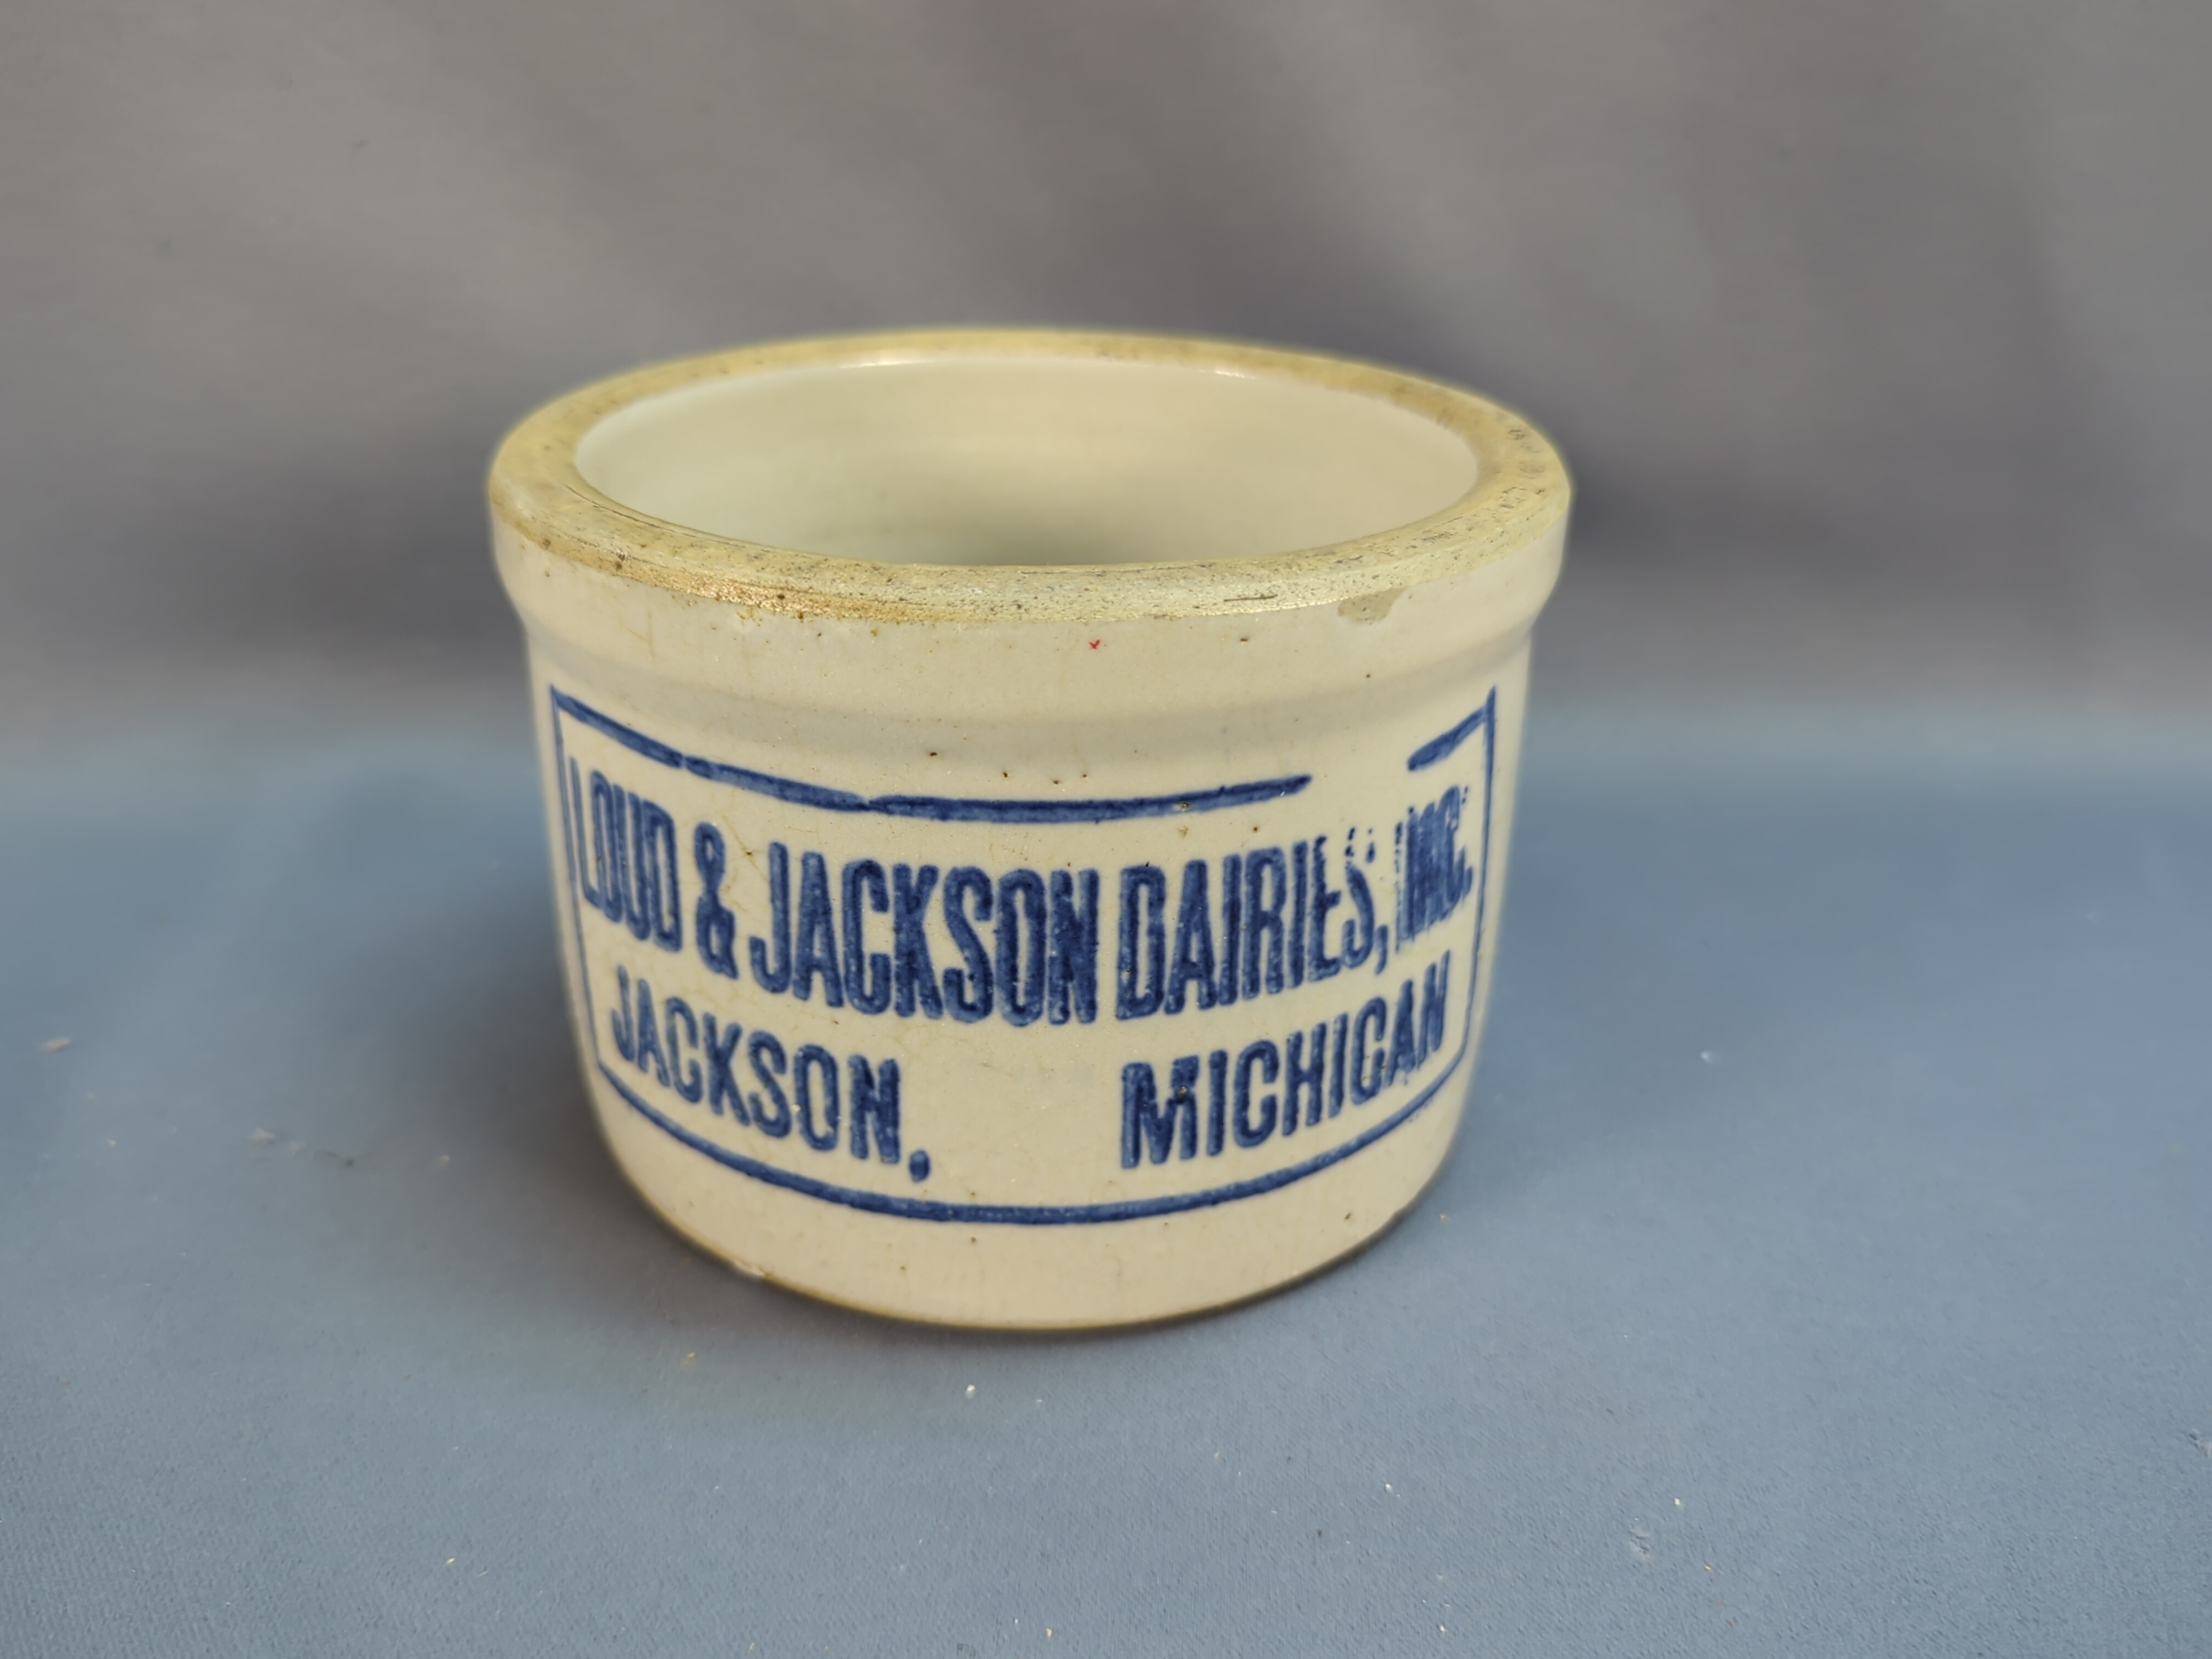 LOUD & JACKSON DAIRIES, INC.
JACKSON, MICHIGAN